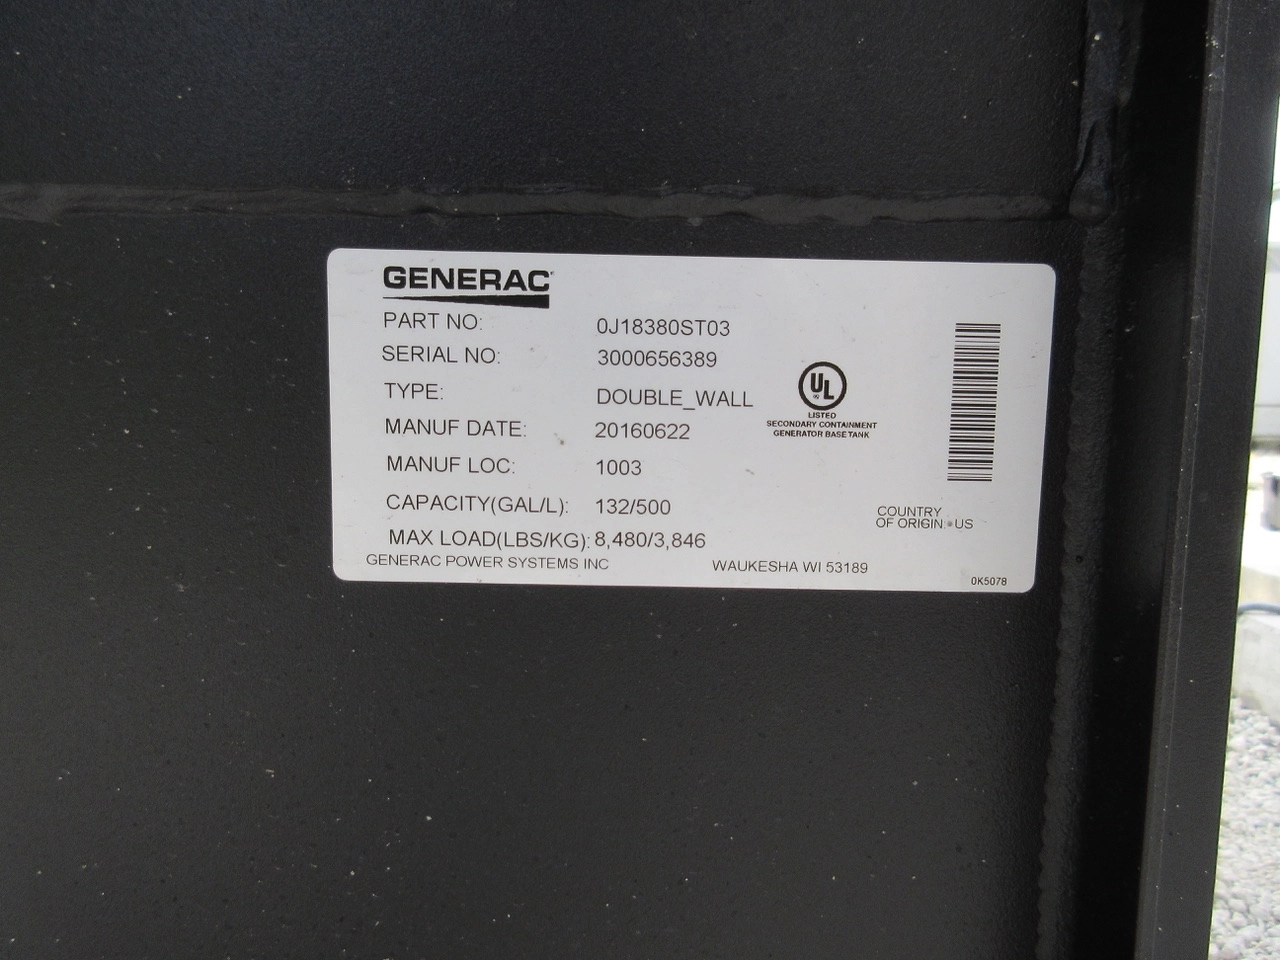 GENERAC
PART NO: 0J18380ST03
SERIAL NO: 3000656389
TYPE: DOUBLE_WALL
MANUF DATE: 20160622
MANUF LOC: 1003
CAPACITY(GAL/L): 132/500
MAX LOAD(LBS/KG): 8,480/3,846
GENERAC POWER SYSTEMS INC WAUKESHA WI 53189
UL
LISTED
SECONDARY CONTAINMENT
GENERATOR BASE TANK
COUNTRY
OF ORIGIN: US
0K5078